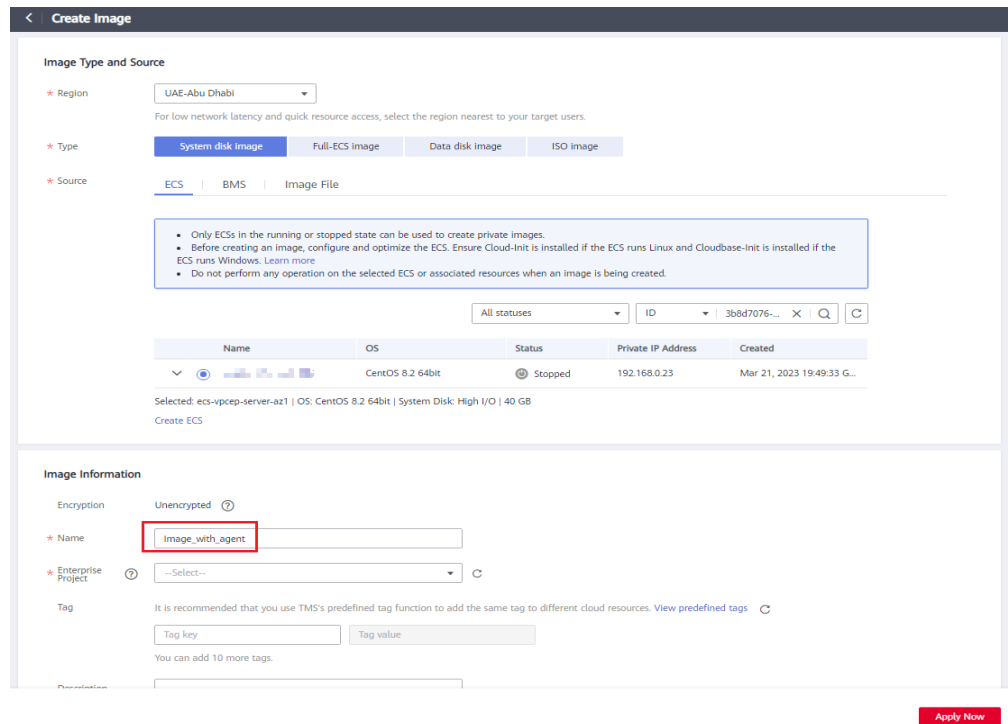 < Create Image
Image Type and Source
* Region
UAE-Abu Dhabi
For low network latency and quick resource access, select the region nearest to your target users.
* Type
System disk image Full-ECS image Data disk image ISO image
* Source
ECS | BMS | Image File
• Only ECSs in the running or stopped state can be used to create private images.
• Before creating an image, configure and optimize the ECS. Ensure Cloud-Init is installed if the ECS runs Linux and Cloudbase-Init is installed if the
ECS runs Windows. Learn more
• Do not perform any operation on the selected ECS or associated resources when an image is being created.
All statuses ID 3b8d7076-...
Name OS Status Private IP Address Created
CentOS 8.2 64bit Stopped 192.168.0.23 Mar 21, 2023 19:49:33 G...
Selected: ecs-vpcep-server-az1 | OS: CentOS 8.2 64bit | System Disk: High I/O | 40 GB
Create ECS
Image Information
Encryption Unencrypted
* Name Image_with_agent
* Enterprise
Project
--Select--
Tag It is recommended that you use TMS's predefined tag function to add the same tag to different cloud resources. View predefined tags
Tag key Tag value
You can add 10 more tags.
Description
Apply Now